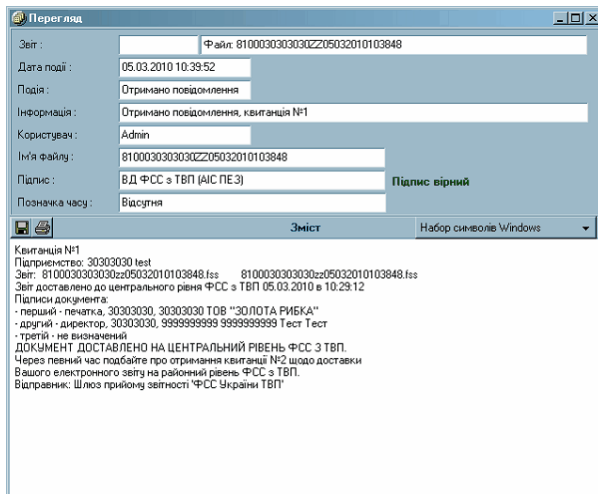 Перегляд
Звіт : Файл: 8100030303030ZZ05032010103848
Дата події : 05.03.2010 10:39:52
Подія : Отримано повідомлення
Інформація : Отримано повідомлення, квитанція №1
Користувач : Admin
Ім'я файлу : 8100030303030ZZ05032010103848
Підпис : ВД ФСС з ТВП (АІС ПЕЗ) Підпис вірний
Позначка часу : Відсутня
Зміст Набор символів Windows
Квитанція №1
Підприємство: 30303030 test
Звіт: 8100030303030zz05032010103848.fss 8100030303030zz05032010103848.fss
Звіт доставлено до центрального рівня ФСС з ТВП 05.03.2010 в 10:29:12
Підписи документа:
- перший - печатка, 30303030, 30303030 ТОВ "ЗОЛОТА РИБКА"
- другий - директор, 30303030, 9999999999 9999999999 Тест Тест
- третій - не визначений
ДОКУМЕНТ ДОСТАВЛЕНО НА ЦЕНТРАЛЬНИЙ РІВЕНЬ ФСС З ТВП.
Через певний час подбайте про отримання квитанції №2 щодо доставки
Вашого електронного звіту на районний рівень ФСС з ТВП.
Відправник: Шлюз прийому звітності 'ФСС України ТВП'